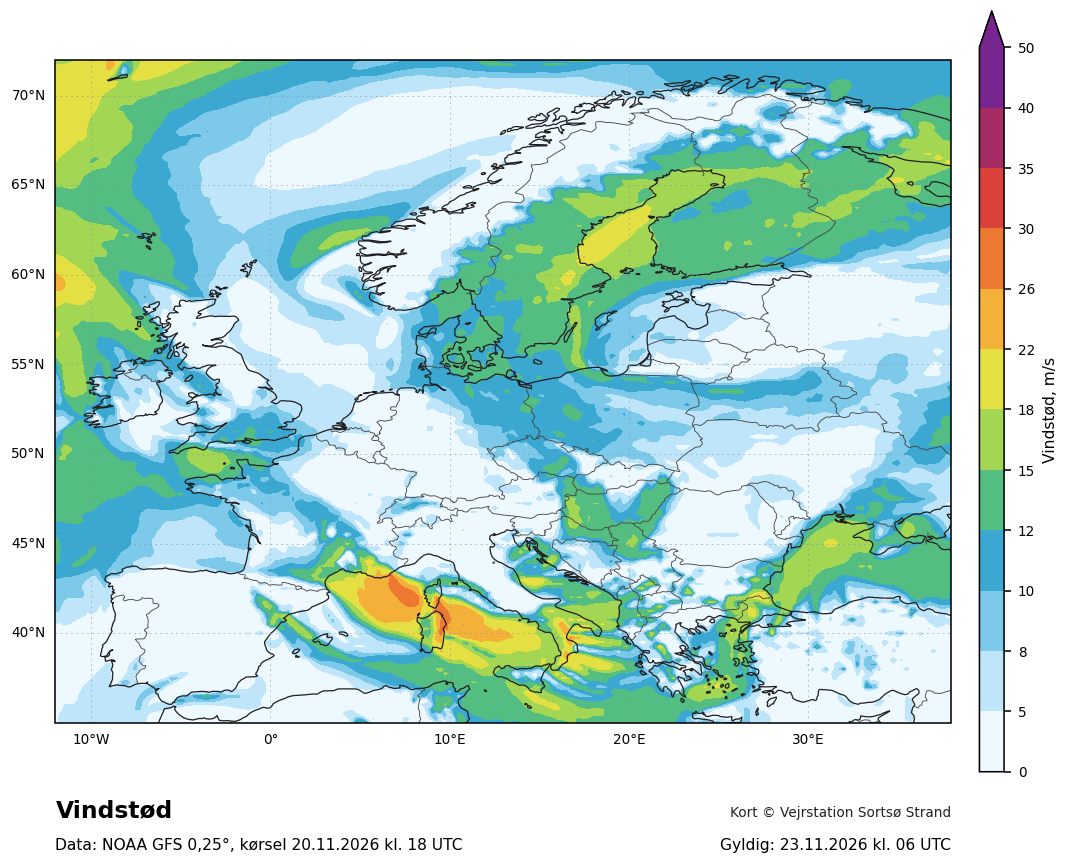 50
40
35
30
26
22
18
15
12
10
8
5
0
Vindstød, m/s
70°N
65°N
60°N
55°N
50°N
45°N
40°N
10°W
0°
10°E
20°E
30°E
Vindstød
Kort © Vejrstation Sortsø Strand
Data: NOAA GFS 0,25°, kørsel 20.11.2026 kl. 18 UTC
Gyldig: 23.11.2026 kl. 06 UTC